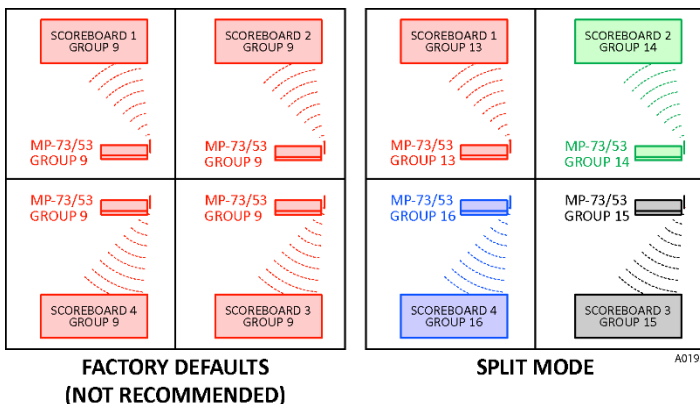 SCOREBOARD 1
GROUP 9
SCOREBOARD 2
GROUP 9
MP-73/53
GROUP 9
MP-73/53
GROUP 9
MP-73/53
GROUP 9
MP-73/53
GROUP 9
SCOREBOARD 4
GROUP 9
SCOREBOARD 3
GROUP 9
FACTORY DEFAULTS
(NOT RECOMMENDED)
SCOREBOARD 1
GROUP 13
SCOREBOARD 2
GROUP 14
MP-73/53
GROUP 13
MP-73/53
GROUP 14
MP-73/53
GROUP 16
MP-73/53
GROUP 15
SCOREBOARD 4
GROUP 16
SCOREBOARD 3
GROUP 15
SPLIT MODE
A019